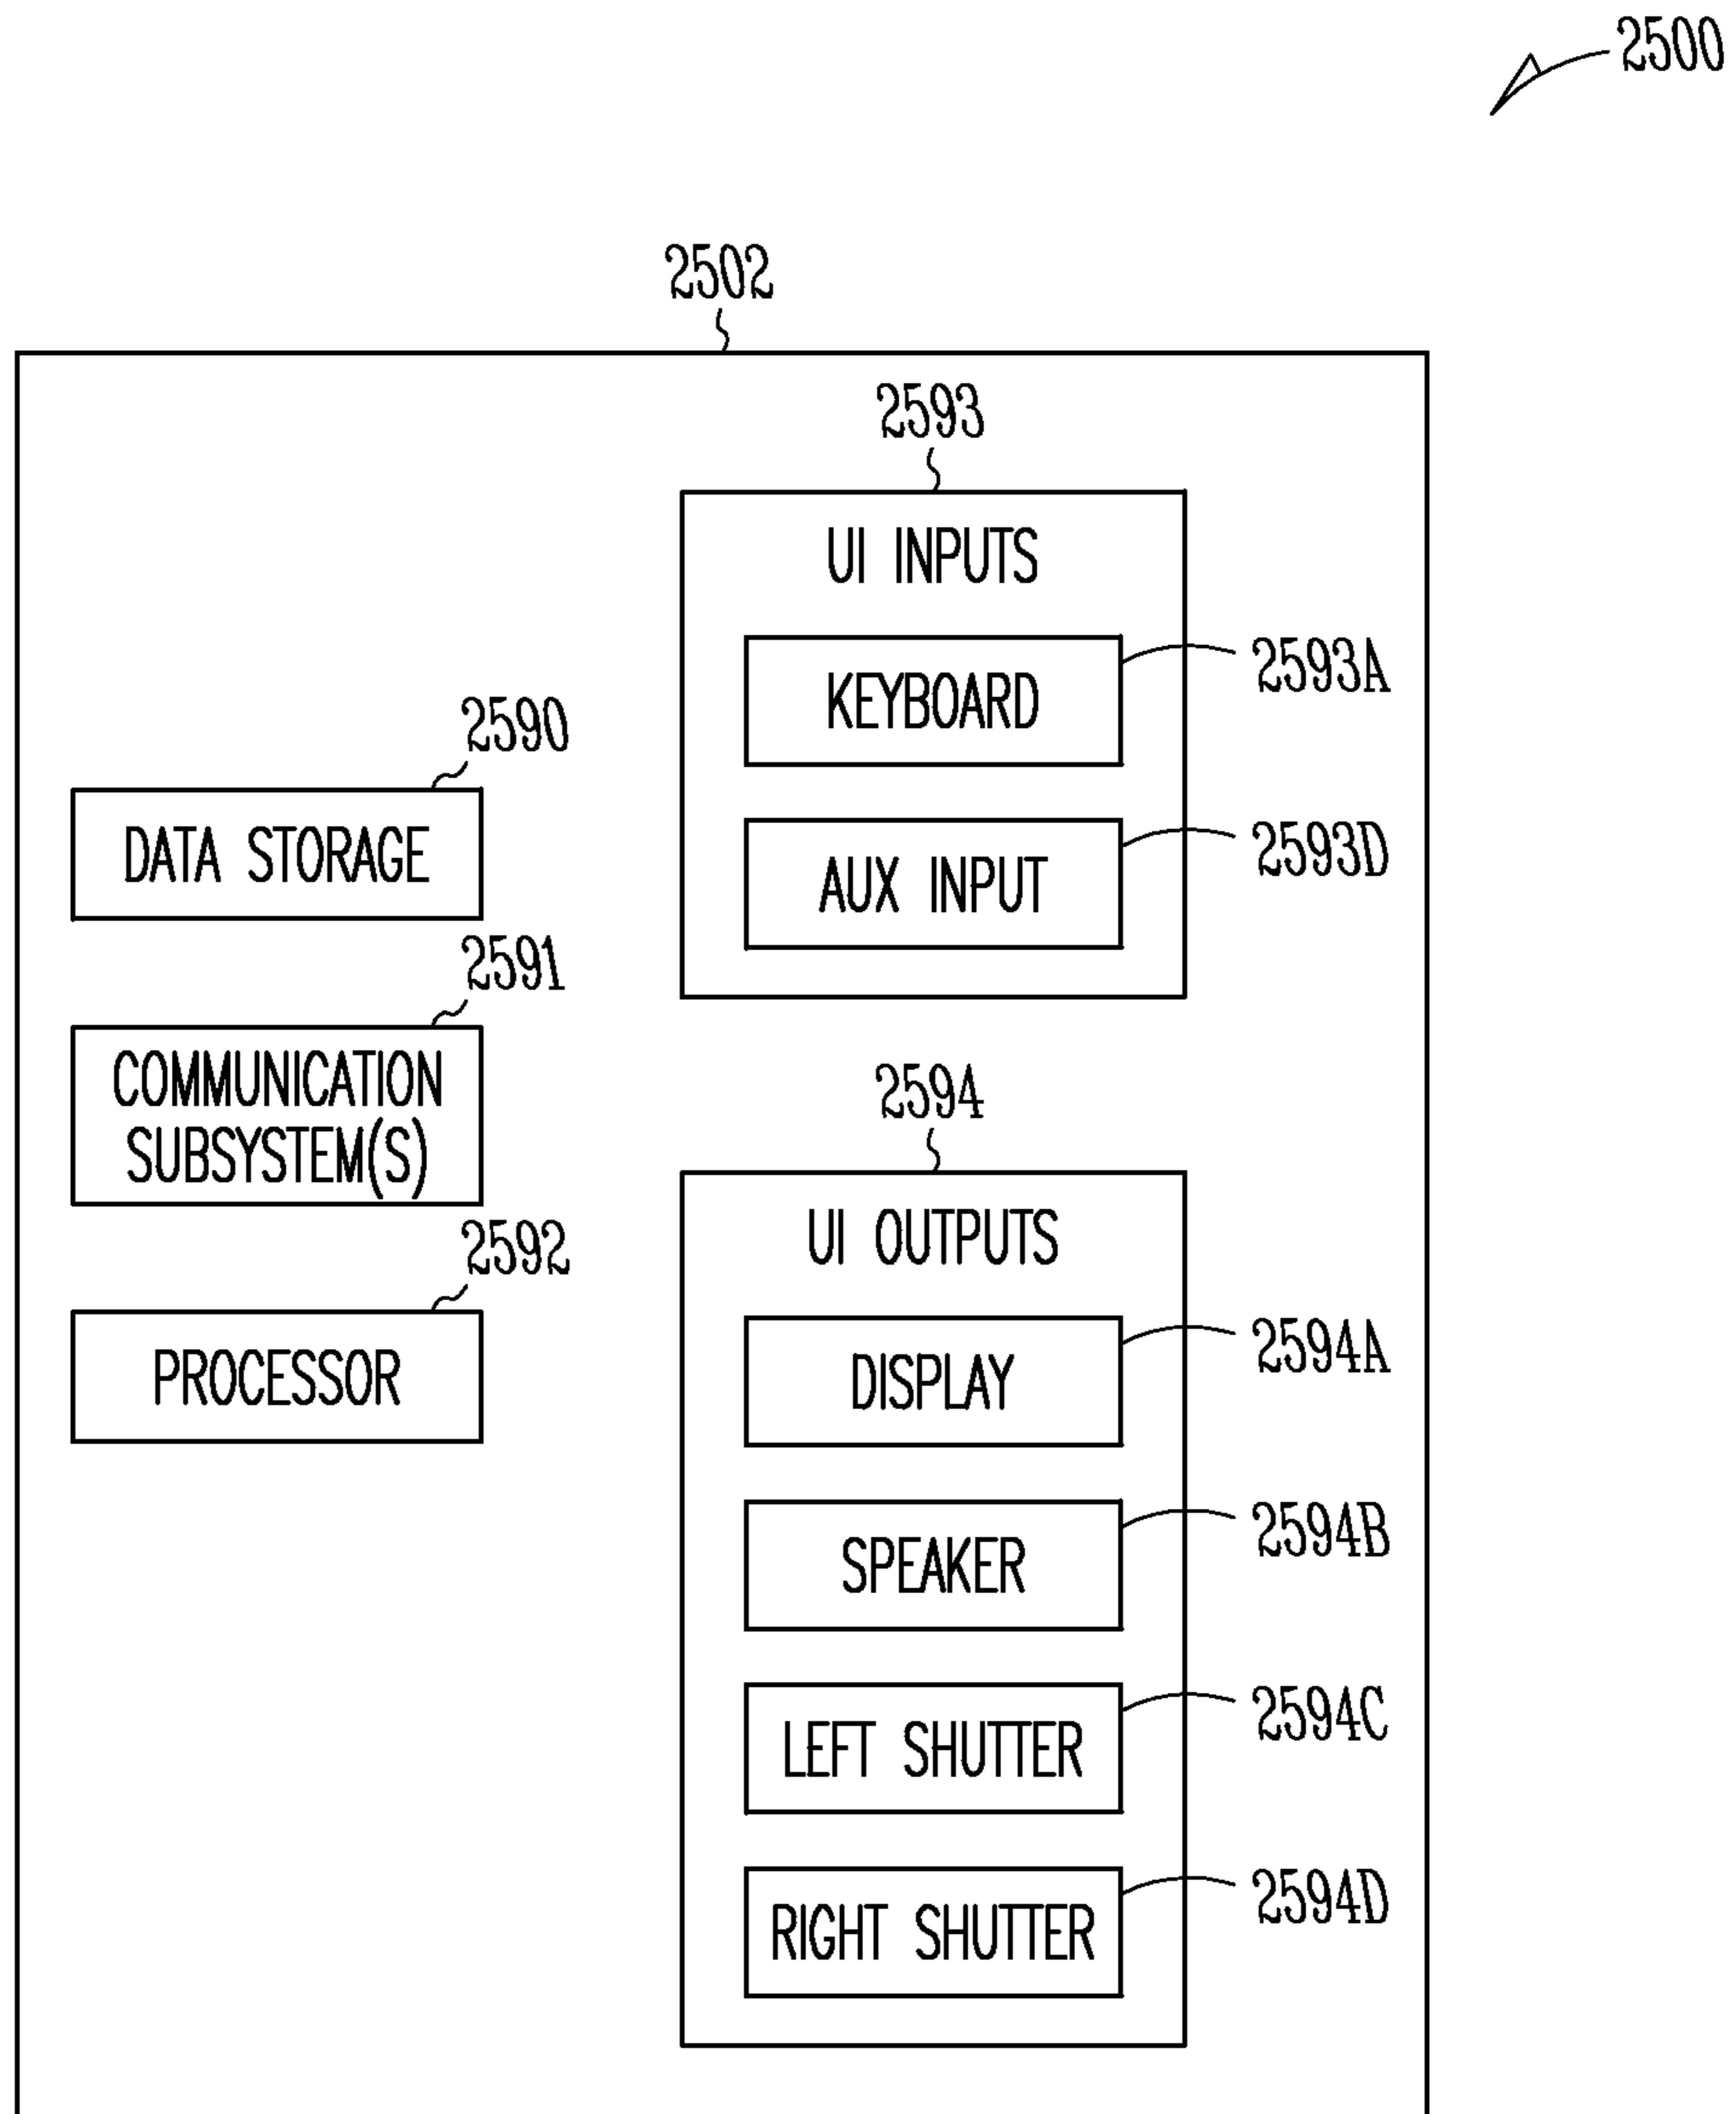 2500
2502
2593
UI INPUTS
KEYBOARD
2593A
AUX INPUT
2593D
2590
DATA STORAGE
2591
COMMUNICATION
SUBSYSTEM(S)
2592
PROCESSOR
2594
UI OUTPUTS
DISPLAY
2594A
SPEAKER
2594B
LEFT SHUTTER
2594C
RIGHT SHUTTER
2594D